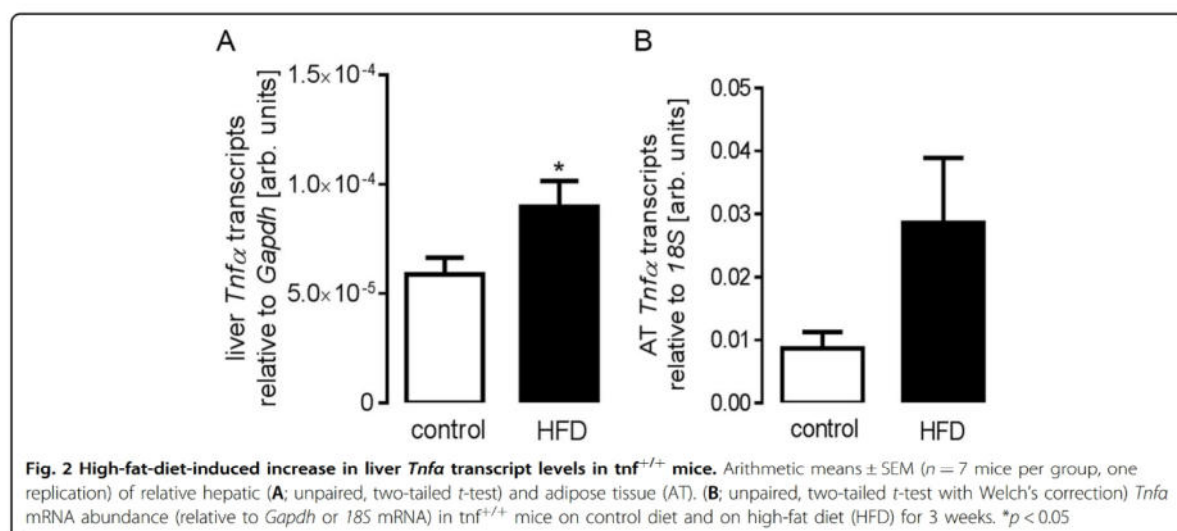 A
liver Tnfα transcripts
relative to Gapdh [arb. units]
1.5×10⁻⁴
1.0×10⁻⁴
5.0×10⁻⁵
0
*
control
HFD
B
AT Tnfα transcripts
relative to 18S [arb. units]
0.05
0.04
0.03
0.02
0.01
0.00
control
HFD
Fig. 2 High-fat-diet-induced increase in liver Tnfα transcript levels in tnf⁺/⁺ mice. Arithmetic means ± SEM (n = 7 mice per group, one
replication) of relative hepatic (A; unpaired, two-tailed t-test) and adipose tissue (AT). (B; unpaired, two-tailed t-test with Welch's correction) Tnfα
mRNA abundance (relative to Gapdh or 18S mRNA) in tnf⁺/⁺ mice on control diet and on high-fat diet (HFD) for 3 weeks. *p < 0.05